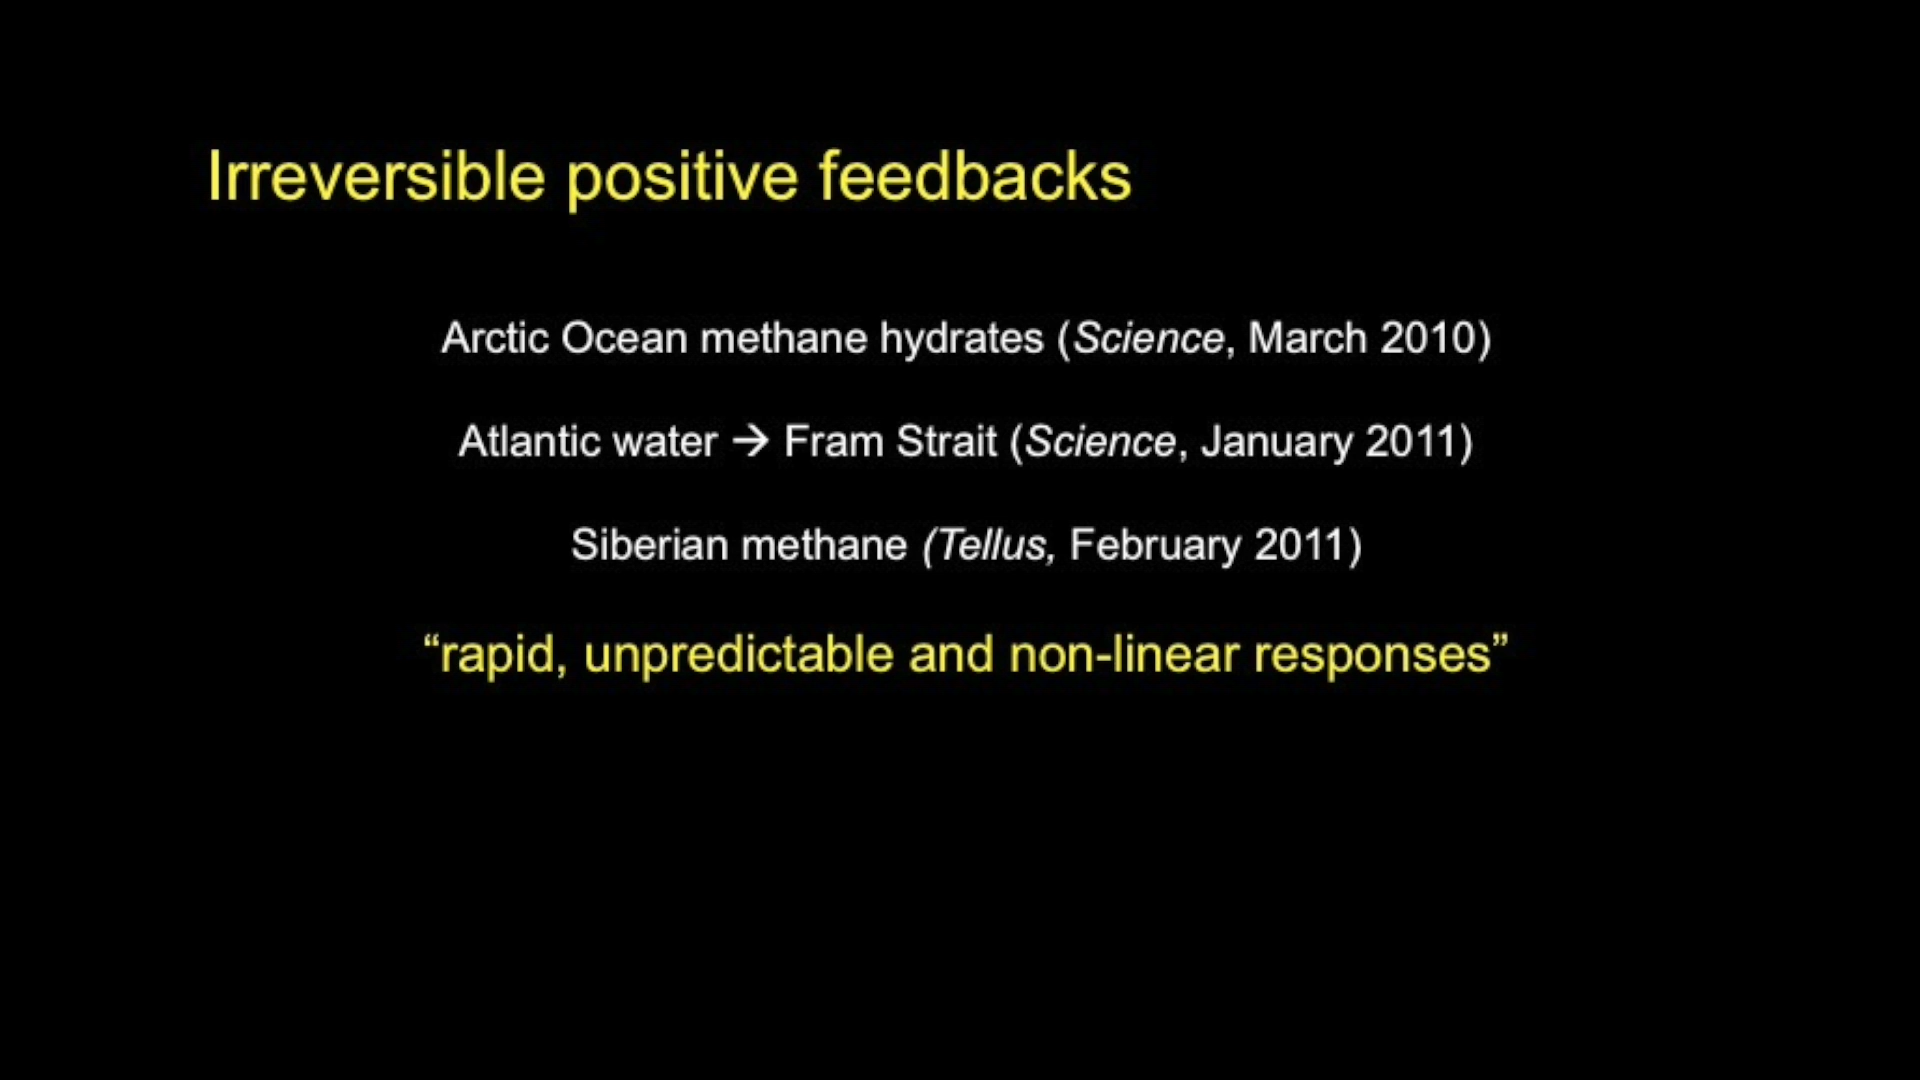 Irreversible positive feedbacks
Arctic Ocean methane hydrates (Science, March 2010)
Atlantic water → Fram Strait (Science, January 2011)
Siberian methane (Tellus, February 2011)
“rapid, unpredictable and non-linear responses”